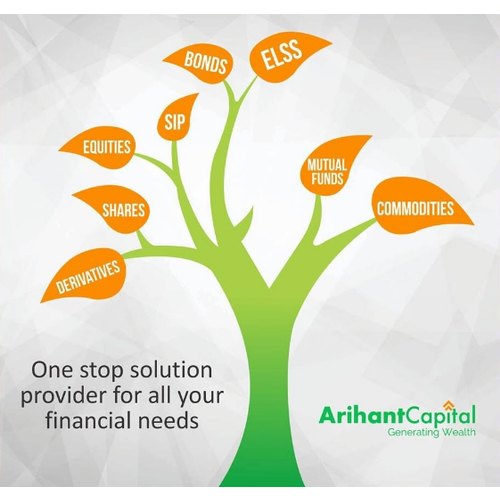 BONDS
ELSS
SIP
EQUITIES
MUTUAL
FUNDS
SHARES
COMMODITIES
DERIVATIVES
One stop solution
provider for all your
financial needs
ArihantCapital
Generating Wealth